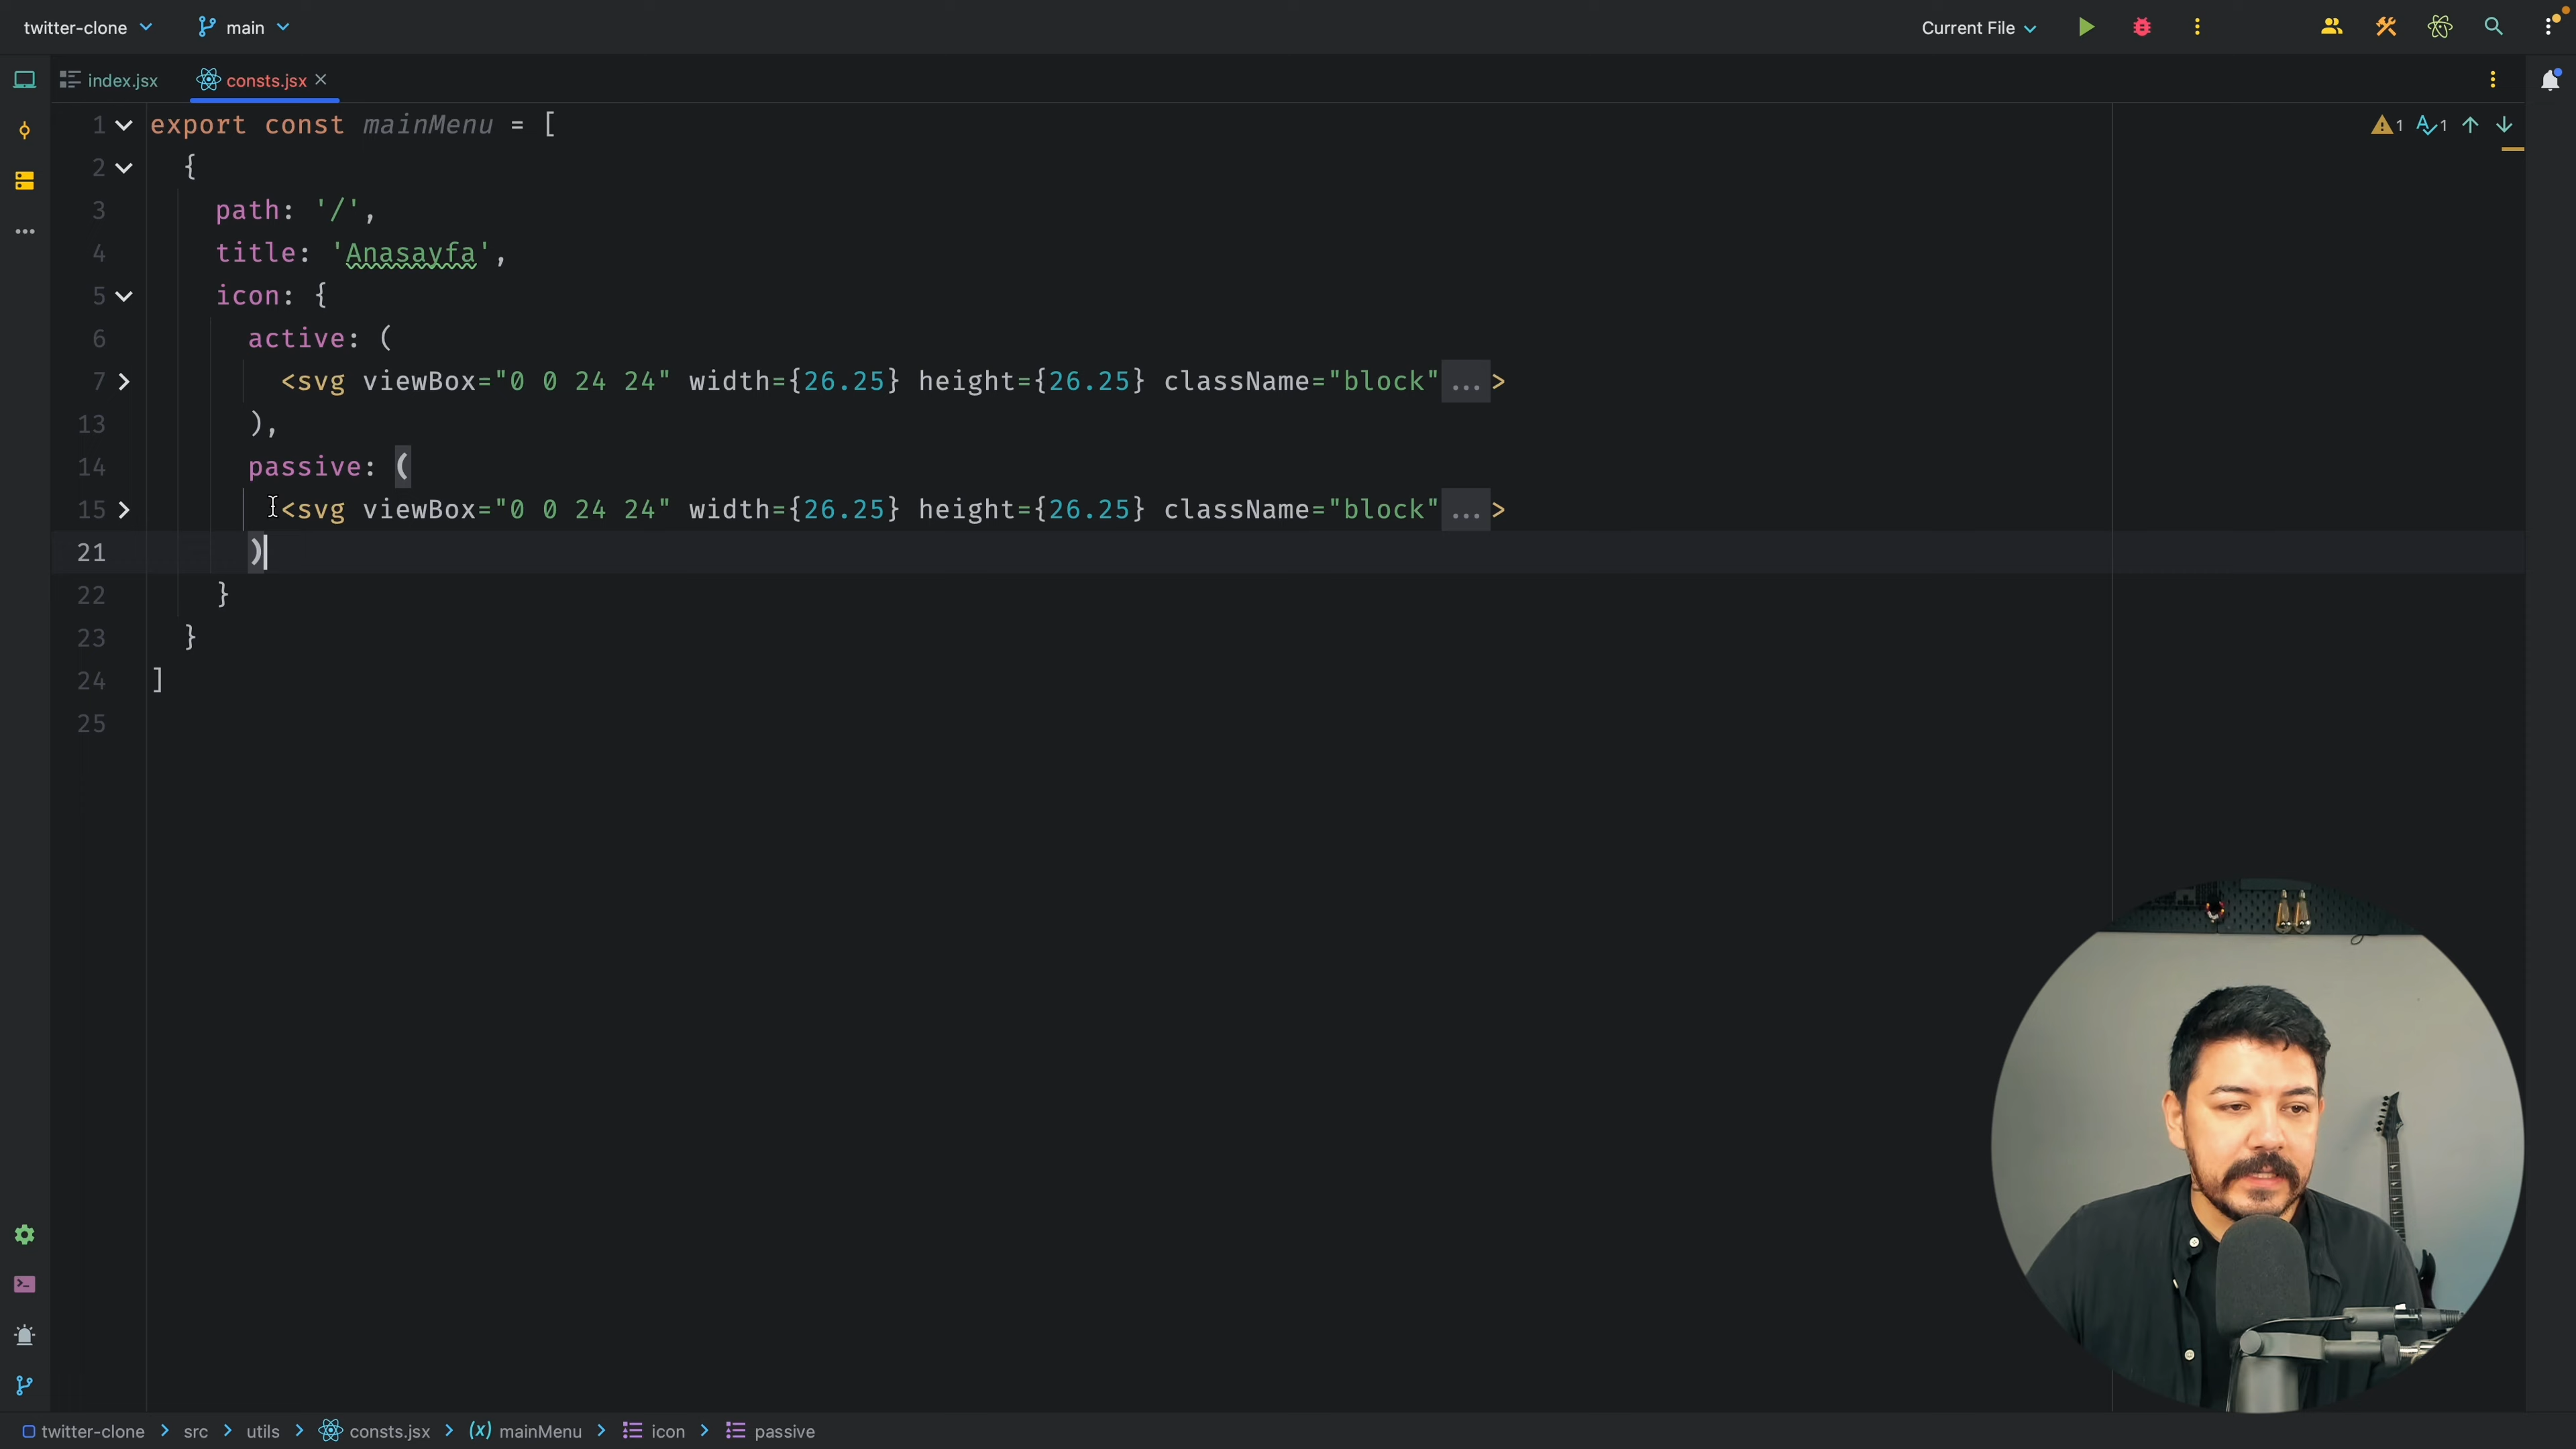 twitter-clone main Current File
index.jsx consts.jsx
1 export const mainMenu = [
2 {
3 path: '/',
4 title: 'Anasayfa',
5 icon: {
6 active: (
7 <svg viewBox="0 0 24 24" width={26.25} height={26.25} className="block"...>
13 ),
14 passive: (
15 <svg viewBox="0 0 24 24" width={26.25} height={26.25} className="block"...>
21 )
22 }
23 }
24 ]
25
1 1
twitter-clone > src > utils > consts.jsx > (x) mainMenu > icon > passive